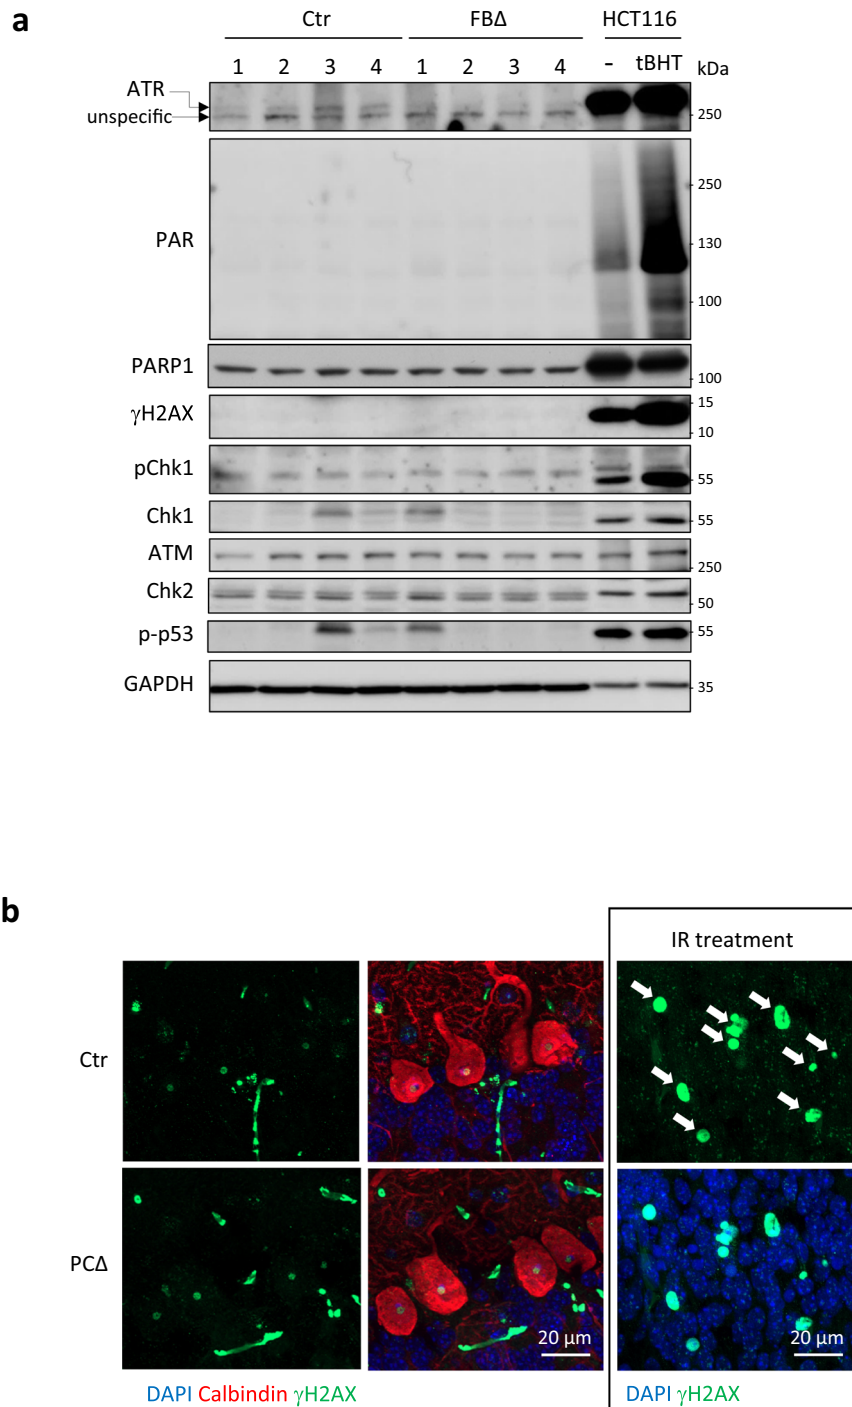 a
Ctr FBΔ HCT116
1 2 3 4 1 2 3 4 - tBHT kDa
ATR
unspecific
250
PAR
250
130
100
PARP1
100
γH2AX
15
10
pChk1
55
Chk1
55
ATM
250
Chk2
50
p-p53
55
GAPDH
35
b
IR treatment
Ctr
PCΔ
20 µm
20 µm
DAPI Calbindin γH2AX
DAPI γH2AX